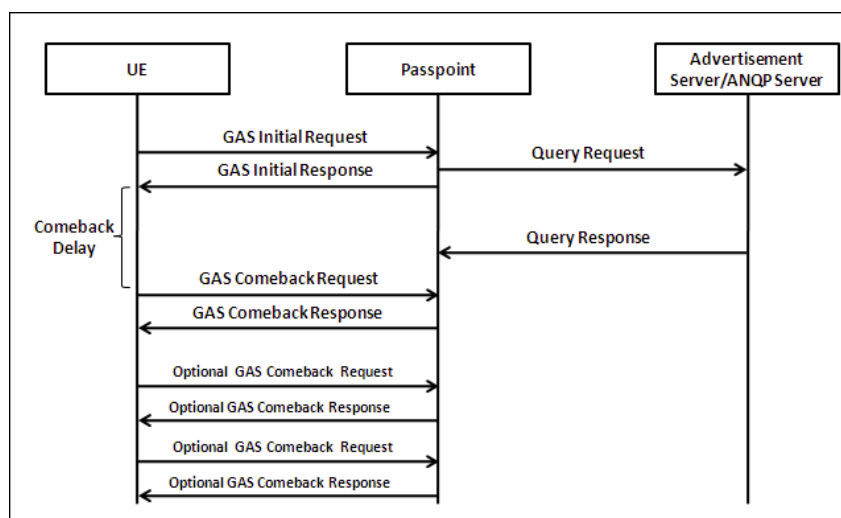 UE
Passpoint
Advertisement
Server/ANQP Server
GAS Initial Request
Query Request
GAS Initial Response
Comeback
Delay
Query Response
GAS Comeback Request
GAS Comeback Response
Optional GAS Comeback Request
Optional GAS Comeback Response
Optional GAS Comeback Request
Optional GAS Comeback Response